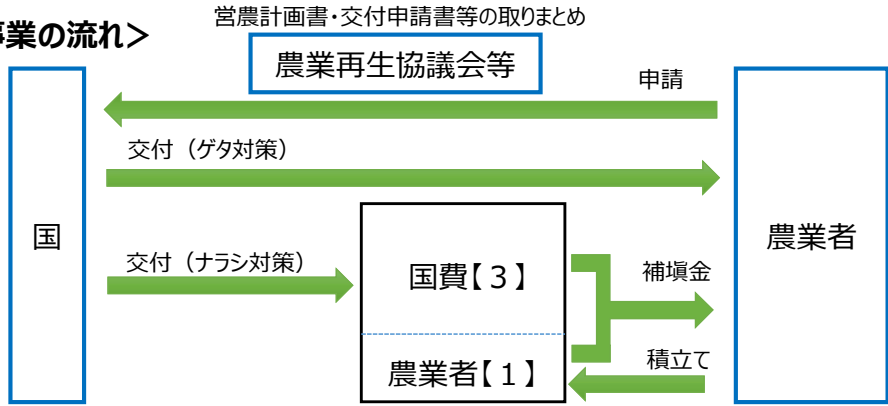 営農計画書・交付申請書等の取りまとめ
事業の流れ＞
農業再生協議会等
申請
交付（ゲタ対策）
国
農業者
交付（ナラシ対策）
国費【３】
補塡金
積立て
農業者【１】